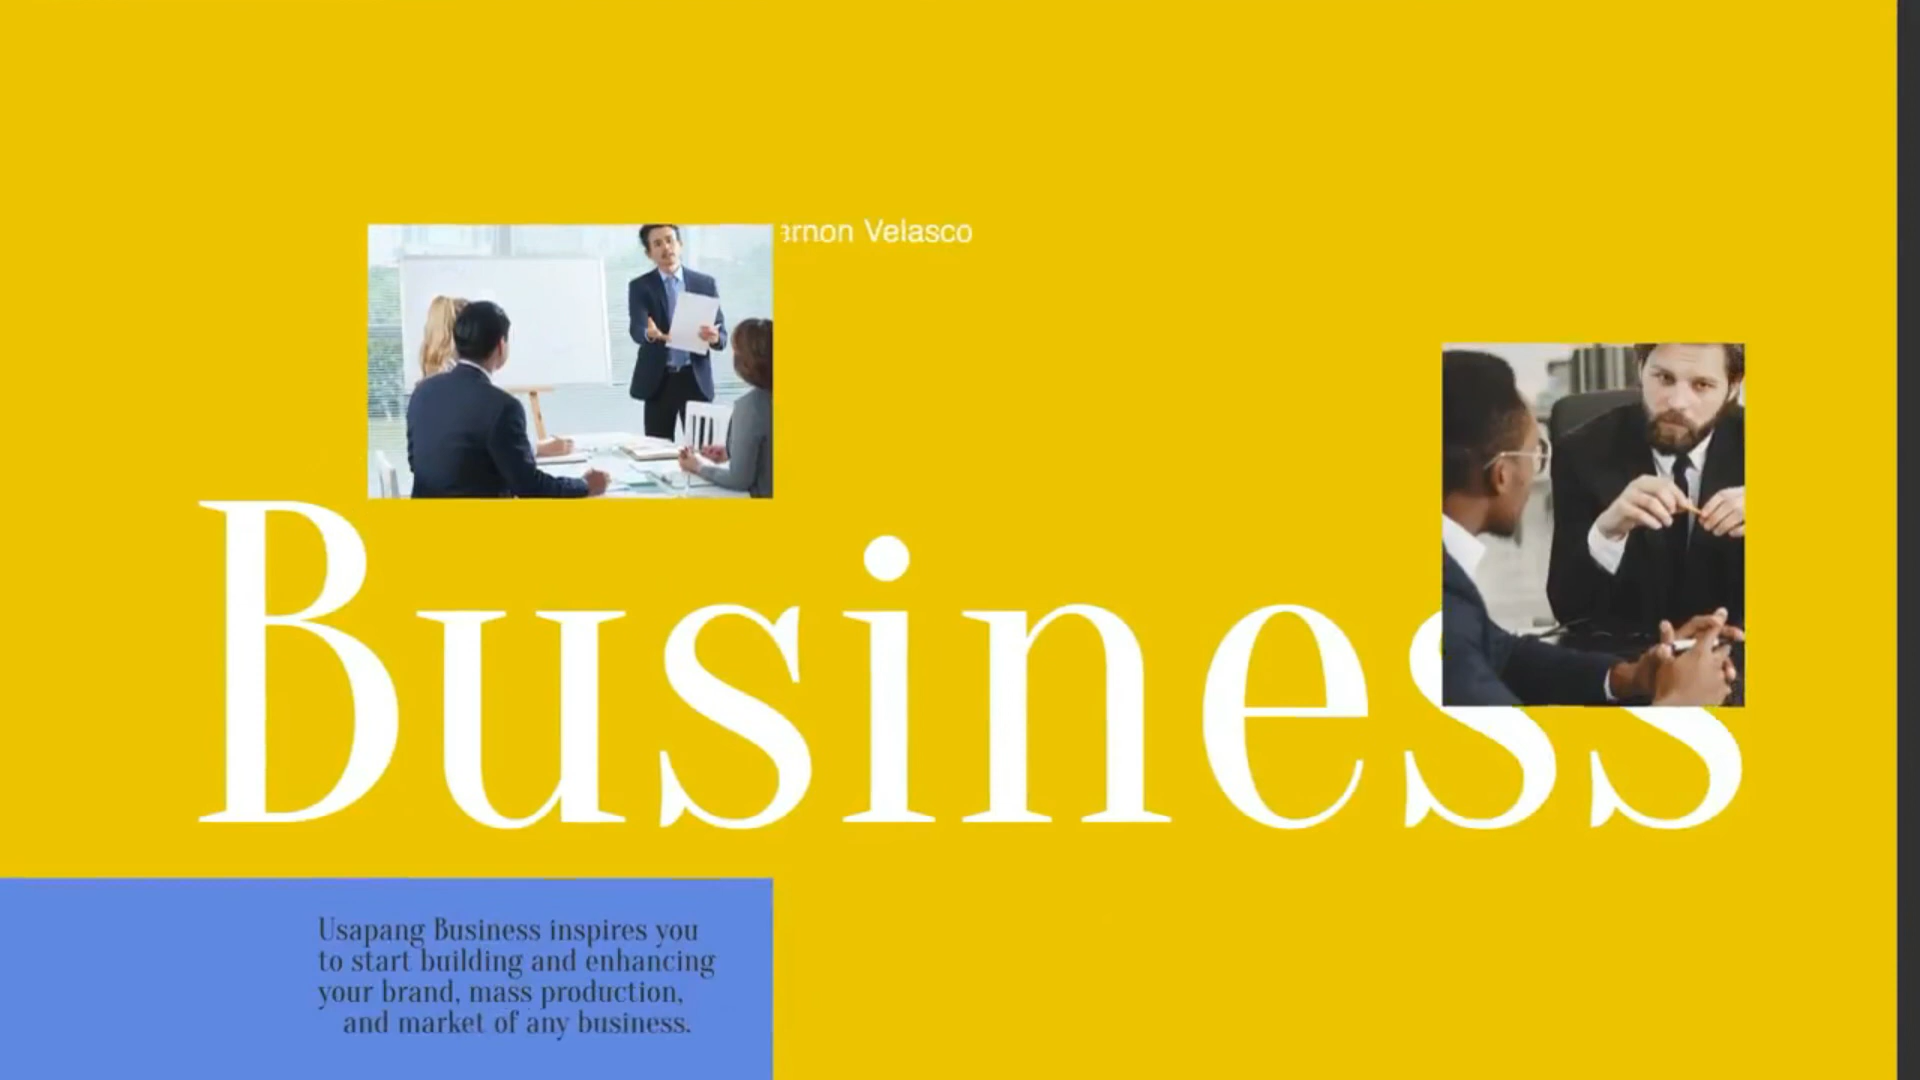 Velasco
Business
Usapang Business inspires you
to start building and enhancing
your brand, mass production,
and market of any business.